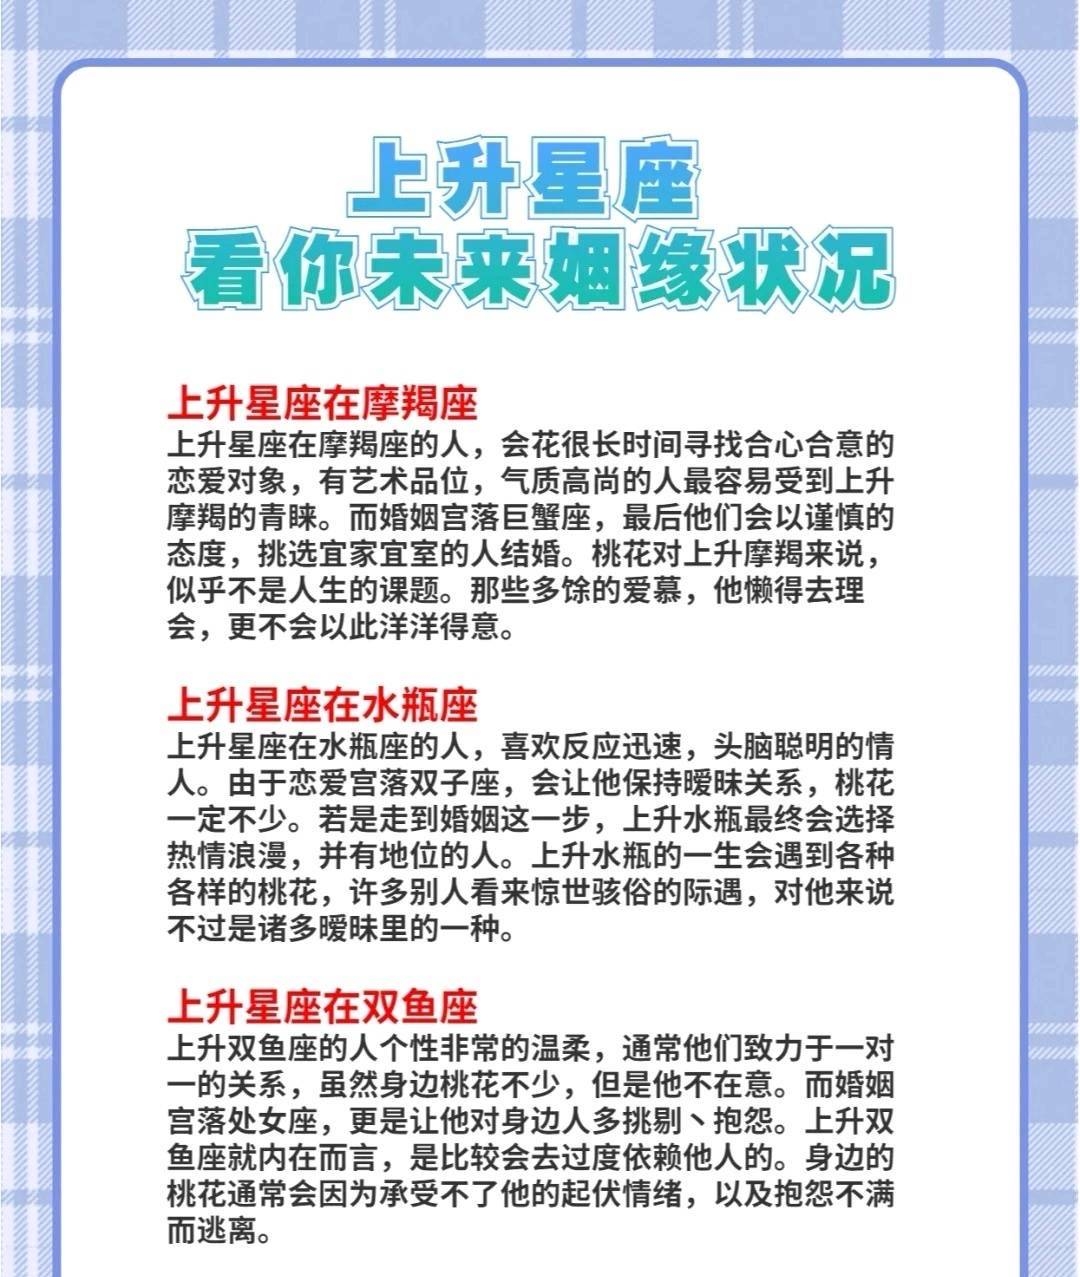 上升星座
看你未来姻缘状况
上升星座在摩羯座
上升星座在摩羯座的人，会花很长时间寻找合心合意的
恋爱对象，有艺术品位，气质高尚的人最容易受到上升
摩羯的青睐。而婚姻宫落巨蟹座，最后他们会以谨慎的
态度，挑选宜家宜室的人结婚。桃花对上升摩羯来说，
似乎不是人生的课题。那些多馀的爱慕，他懒得去理
会，更不会以此洋洋得意。
上升星座在水瓶座
上升星座在水瓶座的人，喜欢反应迅速，头脑聪明的情
人。由于恋爱宫落双子座，会让他保持暧昧关系，桃花
一定不少。若是走到婚姻这一步，上升水瓶最终会选择
热情浪漫，并有地位的人。上升水瓶的一生会遇到各种
各样的桃花，许多别人看来惊世骇俗的际遇，对他来说
不过是诸多暧昧里的一种。
上升星座在双鱼座
上升双鱼座的人个性非常的温柔，通常他们致力于一对
一的关系，虽然身边桃花不少，但是他不在意。而婚姻
宫落处女座，更是让他对身边人多挑剔丶抱怨。上升双
鱼座就内在而言，是比较会去过度依赖他人的。身边的
桃花通常会因为承受不了他的起伏情绪，以及抱怨不满
而逃离。